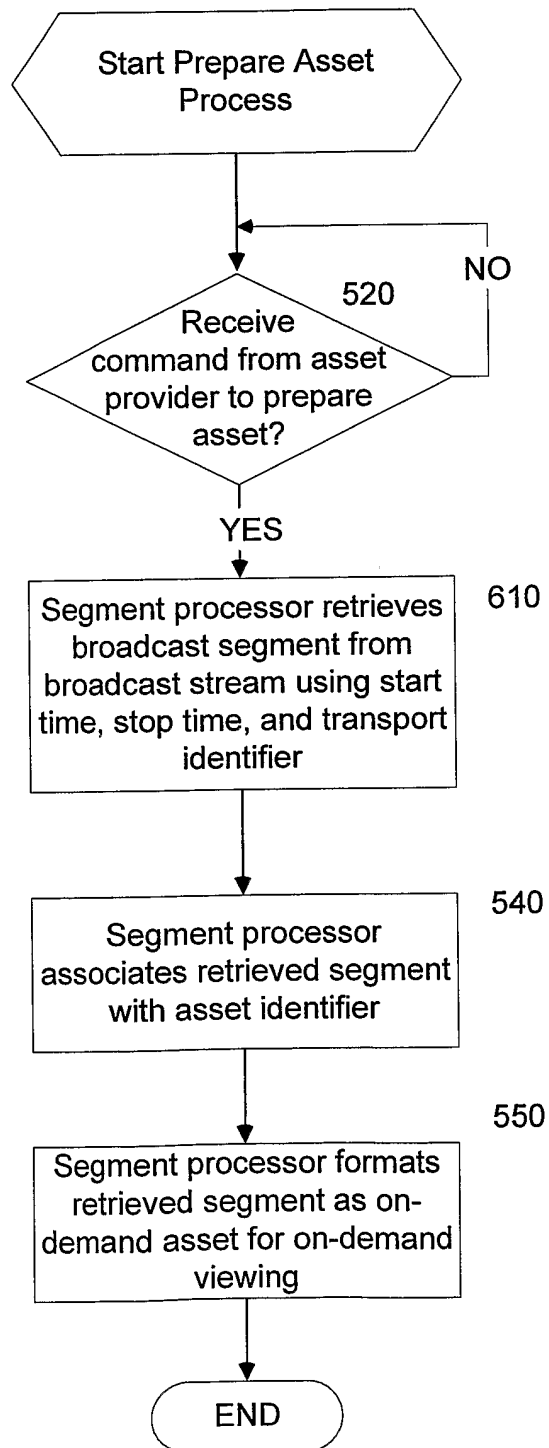 Start Prepare Asset
Process
NO
520
Receive
command from asset
provider to prepare
asset?
YES
610
Segment processor retrieves
broadcast segment from
broadcast stream using start
time, stop time, and transport
identifier
540
Segment processor
associates retrieved segment
with asset identifier
550
Segment processor formats
retrieved segment as on-
demand asset for on-demand
viewing
END